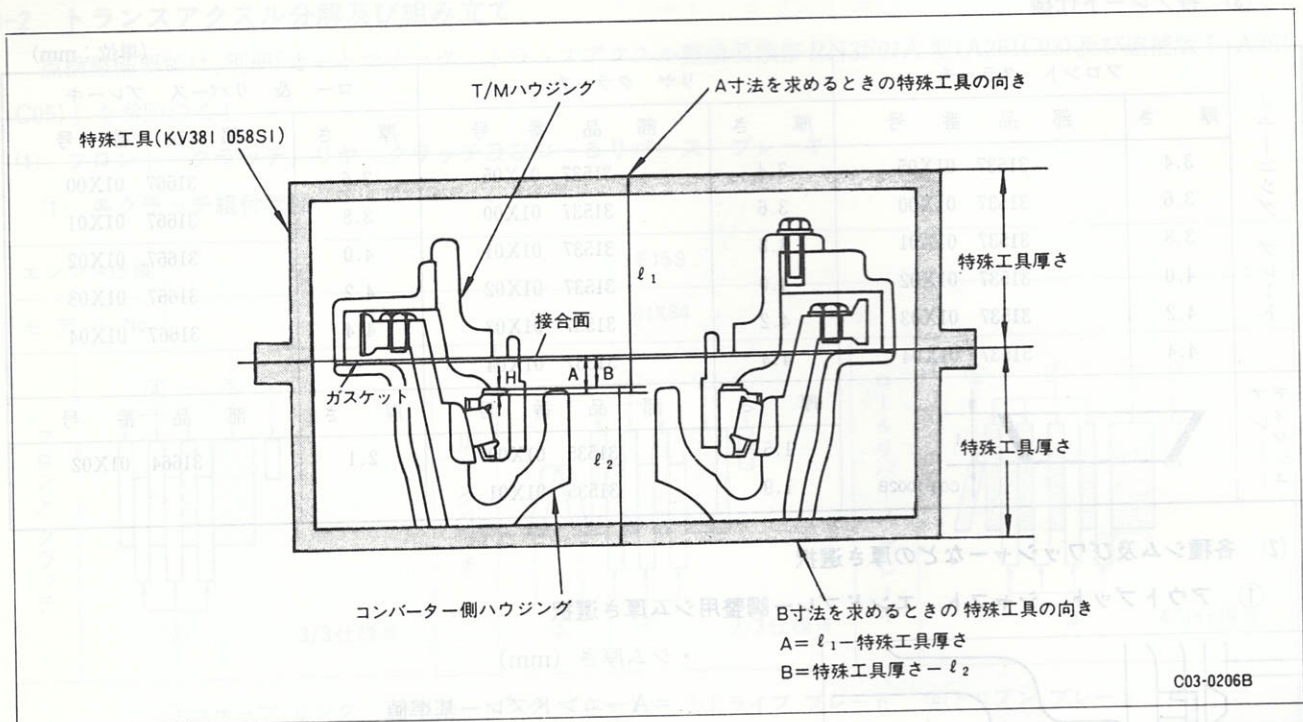 T/Mハウジング
A寸法を求めるときの特殊工具の向き
特殊工具(KV381 058S1)
特殊工具厚さ
ℓ1
接合面
H
A
B
ガスケット
特殊工具厚さ
ℓ2
コンバーター側ハウジング
B寸法を求めるときの特殊工具の向き
A=ℓ1−特殊工具厚さ
B=特殊工具厚さ−ℓ2
C03-0206B